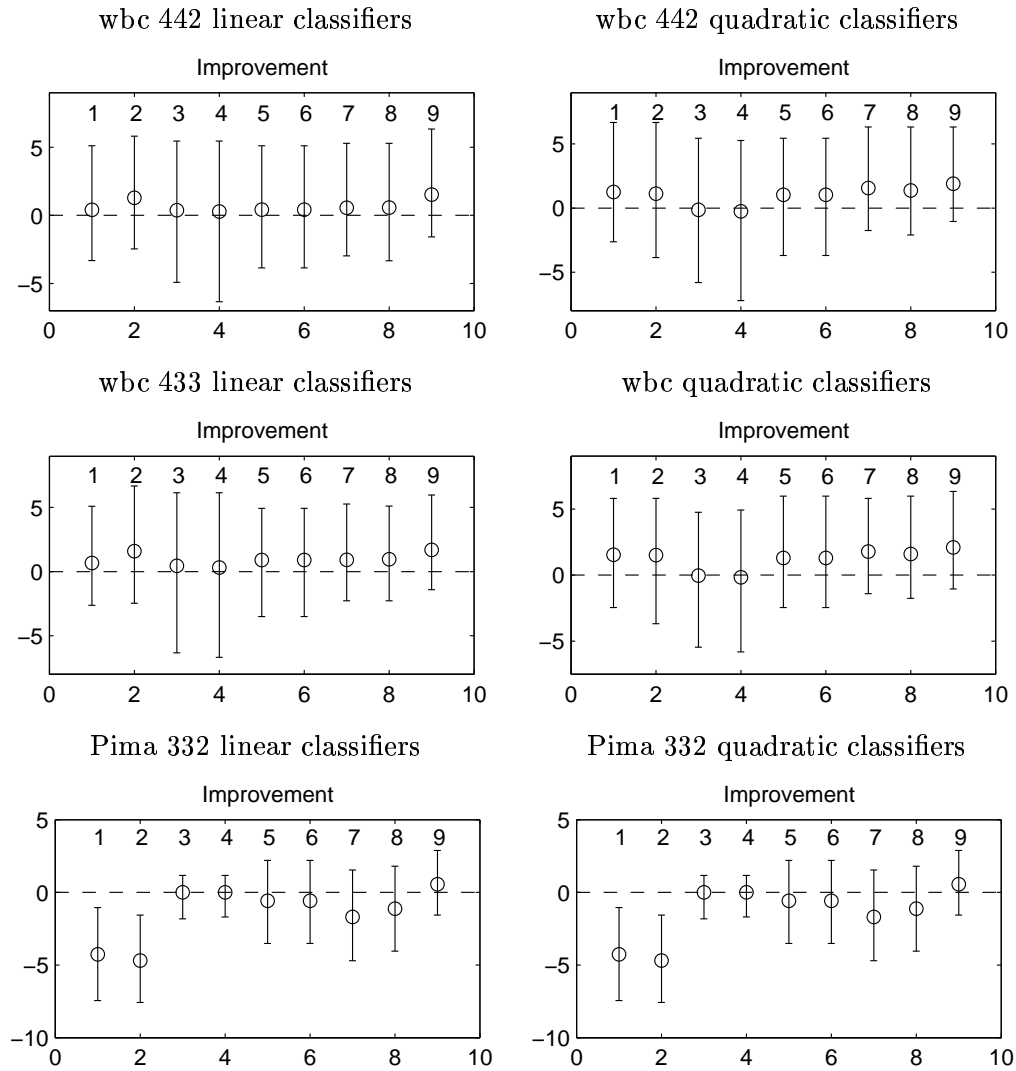 wbc 442 linear classifiers
Improvement
1 2 3 4 5 6 7 8 9
5
0
−5
0 2 4 6 8 10
wbc 442 quadratic classifiers
Improvement
1 2 3 4 5 6 7 8 9
5
0
−5
0 2 4 6 8 10
wbc 433 linear classifiers
Improvement
1 2 3 4 5 6 7 8 9
5
0
−5
0 2 4 6 8 10
wbc quadratic classifiers
Improvement
1 2 3 4 5 6 7 8 9
5
0
−5
0 2 4 6 8 10
Pima 332 linear classifiers
Improvement
5
1 2 3 4 5 6 7 8 9
0
−5
−10
0 2 4 6 8 10
Pima 332 quadratic classifiers
Improvement
5
1 2 3 4 5 6 7 8 9
0
−5
−10
0 2 4 6 8 10